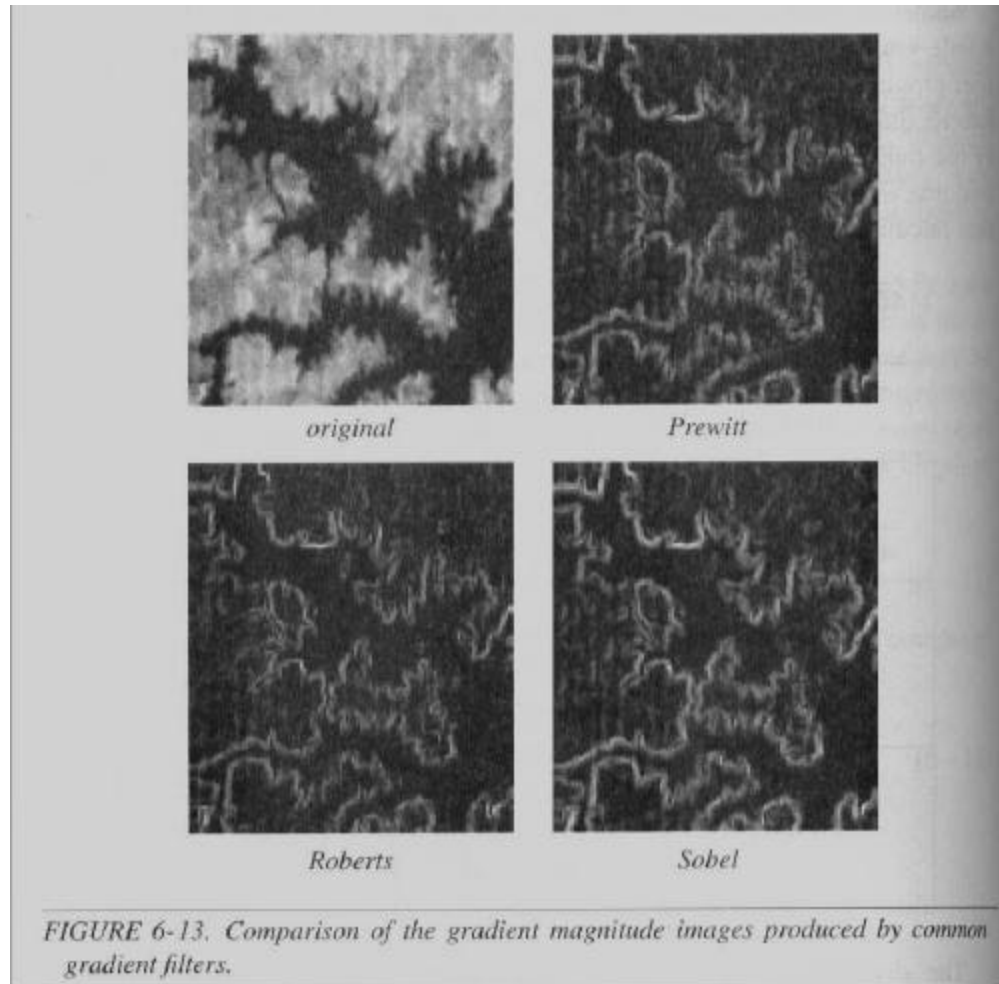 original
Prewitt
Roberts
Sobel
FIGURE 6-13. Comparison of the gradient magnitude images produced by common
gradient filters.